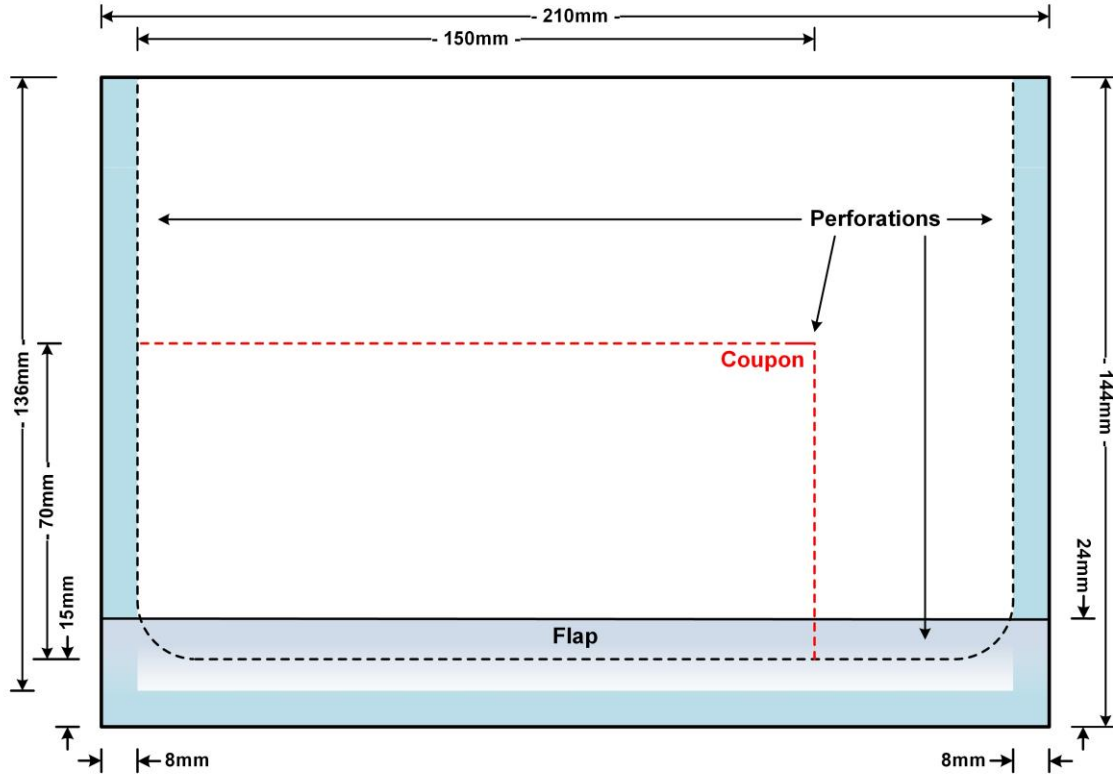 - 210mm -
- 150mm -
Perforations
Coupon
- 136mm -
- 70mm -
15mm
- 144mm -
24mm
Flap
8mm
8mm